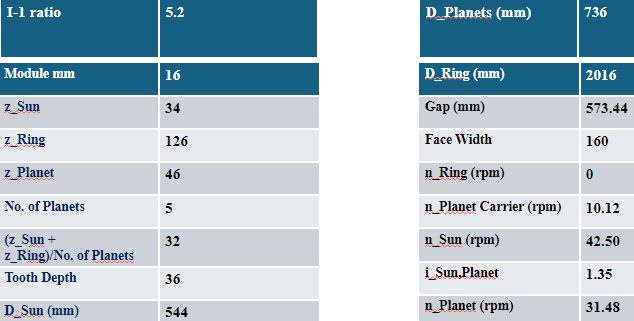 I-1 ratio 5.2
Module mm 16
z_Sun 34
z_Ring 126
z_Planet 46
No. of Planets 5
(z_Sun + 32
z_Ring)/No. of Planets
Tooth Depth 36
D_Sun (mm) 544
D_Planets (mm) 736
D_Ring (mm) 2016
Gap (mm) 573.44
Face Width 160
n_Ring (rpm) 0
n_Planet Carrier (rpm) 10.12
n_Sun (rpm) 42.50
i_Sun,Planet 1.35
n_Planet (rpm) 31.48